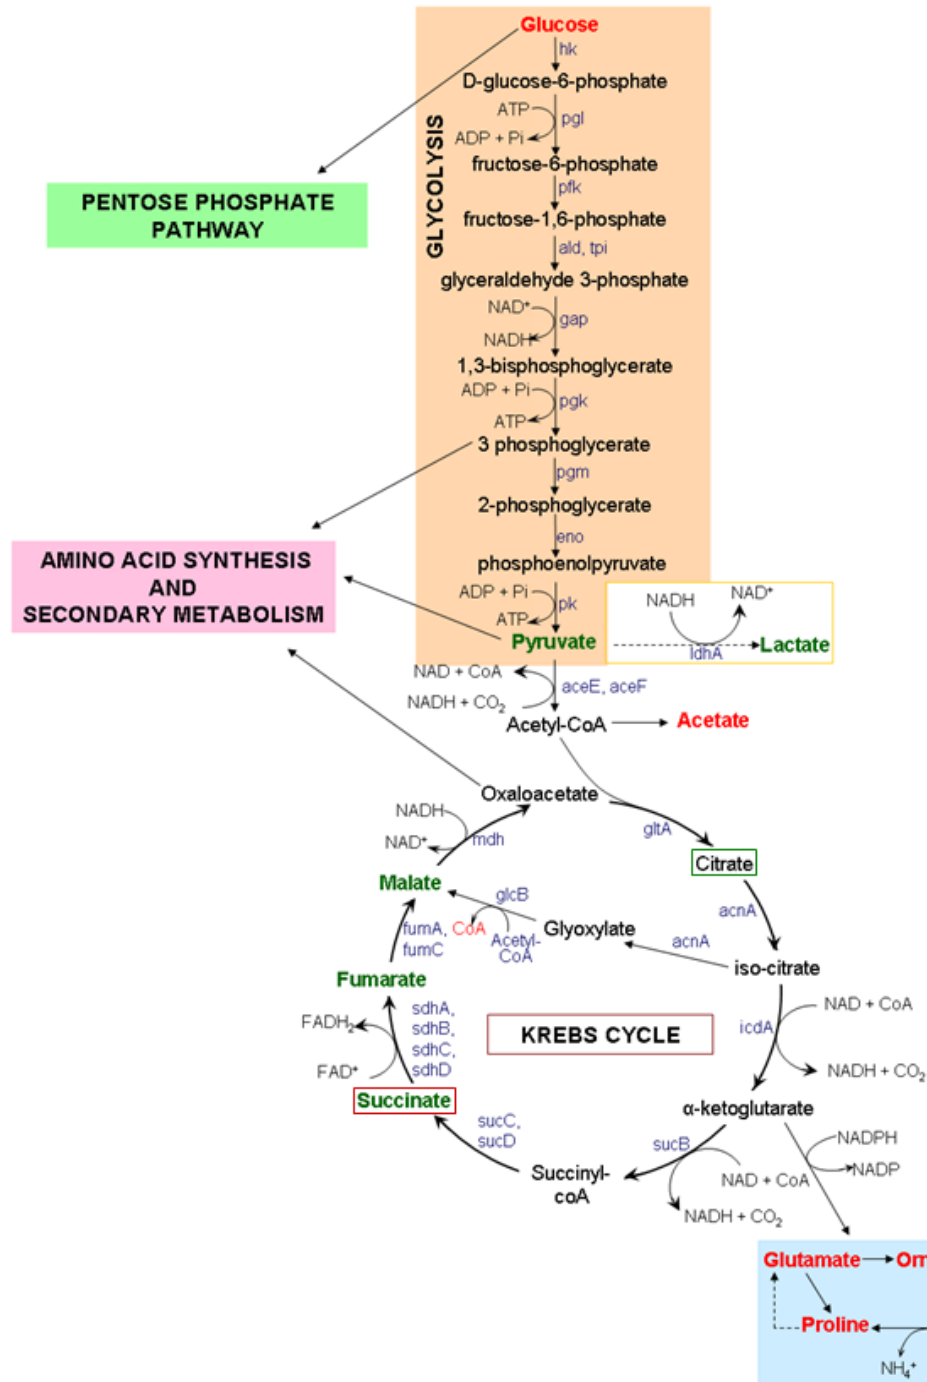 Glucose
hk
D-glucose-6-phosphate
ATP
pgl
ADP + Pi
fructose-6-phosphate
pfk
fructose-1,6-phosphate
ald, tpi
glyceraldehyde 3-phosphate
NAD⁺
gap
NADH
1,3-bisphosphoglycerate
ADP + Pi
pgk
ATP
3 phosphoglycerate
pgm
2-phosphoglycerate
eno
phosphoenolpyruvate
ADP + Pi
pk
ATP
Pyruvate
GLYCOLYSIS
PENTOSE PHOSPHATE
PATHWAY
AMINO ACID SYNTHESIS
AND
SECONDARY METABOLISM
NADH
NAD⁺
ldhA
Lactate
NAD + CoA
aceE, aceF
NADH + CO₂
Acetyl-CoA
Acetate
Oxaloacetate
NADH
NAD⁺
mdh
gltA
Citrate
Malate
glcB
acnA
fumA,
fumC
CoA
Acetyl-
CoA
Glyoxylate
acnA
iso-citrate
Fumarate
sdhA,
sdhB,
sdhC,
sdhD
FADH₂
FAD⁺
KREBS CYCLE
icdA
NAD + CoA
NADH + CO₂
Succinate
α-ketoglutarate
sucC,
sucD
sucB
Succinyl-
coA
NAD + CoA
NADH + CO₂
NADPH
NADP
Glutamate
Orn
Proline
NH₄⁺